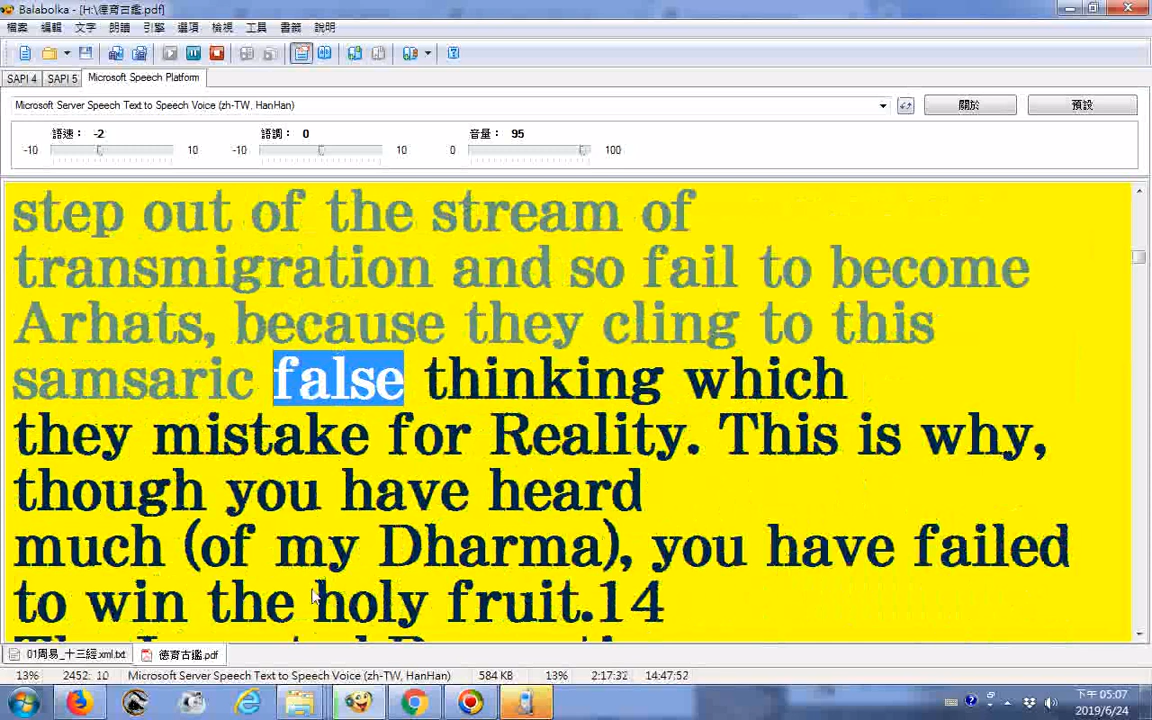 Balabolka - [H:\德育古鑑.pdf]
檔案 編輯 文字 朗讀 引擎 選項 檢視 工具 書籤 說明
SAPI 4 SAPI 5 Microsoft Speech Platform
Microsoft Server Speech Text to Speech Voice (zh-TW, HanHan) 關於 預設
語速： -2 語調： 0 音量： 95
-10 10 -10 10 0 100
step out of the stream of
transmigration and so fail to become
Arhats, because they cling to this
samsaric false thinking which
they mistake for Reality. This is why,
though you have heard
much (of my Dharma), you have failed
to win the holy fruit.14
01周易_十三經.xml.txt 德育古鑑.pdf
13% 2452: 10 Microsoft Server Speech Text to Speech Voice (zh-TW, HanHan) 584 KB 13% 2:17:32 14:47:52
下午 05:07
2019/6/24